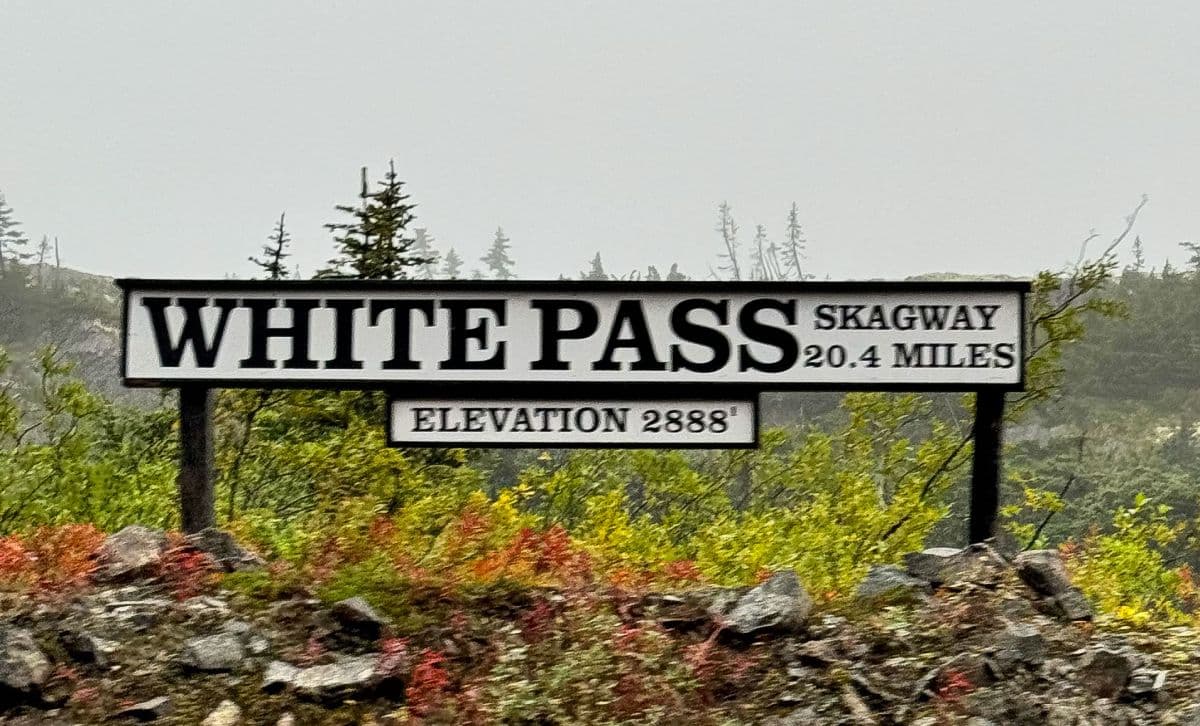 WHITE PASS
SKAGWAY
20.4 MILES
ELEVATION 2888'